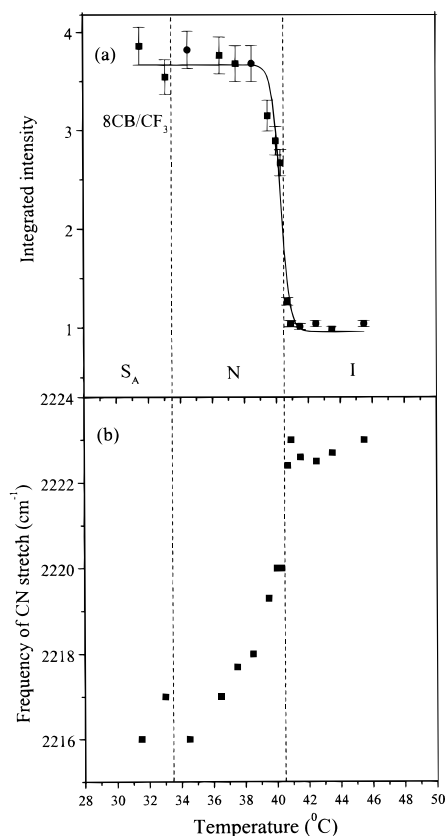 (a)
4
3
2
1
Integrated intensity
8CB/CF₃
S_A
N
I
(b)
2224
2222
2220
2218
2216
Frequency of CN stretch (cm⁻¹)
28 30 32 34 36 38 40 42 44 46 48 50
Temperature (⁰C)